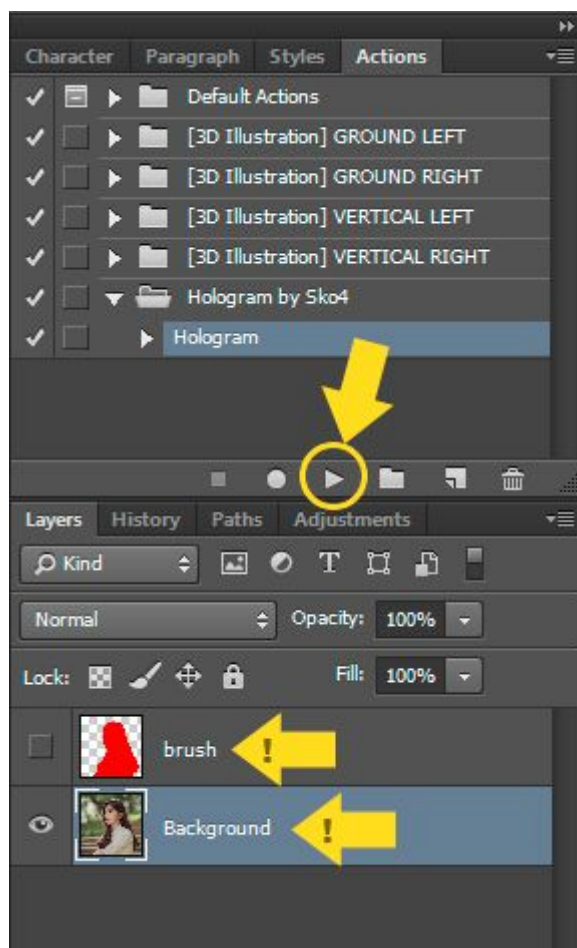 Character Paragraph Styles Actions
Default Actions
[3D Illustration] GROUND LEFT
[3D Illustration] GROUND RIGHT
[3D Illustration] VERTICAL LEFT
[3D Illustration] VERTICAL RIGHT
Hologram by Sko4
Hologram
Layers History Paths Adjustments
Kind T
Normal Opacity: 100%
Lock: Fill: 100%
brush !
Background !